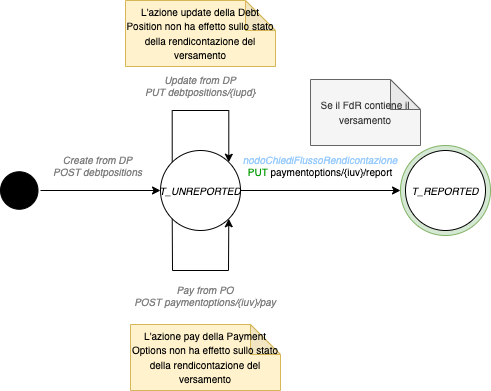 L'azione update della Debt
Position non ha effetto sullo stato
della rendicontazione del
versamento
Update from DP
PUT debtpositions/{iupd}
Se il FdR contiene il
versamento
Create from DP
POST debtpositions
nodoChiediFlussoRendicontazione
PUT paymentoptions/{iuv}/report
T_UNREPORTED
T_REPORTED
Pay from PO
POST paymentoptions/{iuv}/pay
L'azione pay della Payment
Options non ha effetto sullo stato
della rendicontazione del
versamento